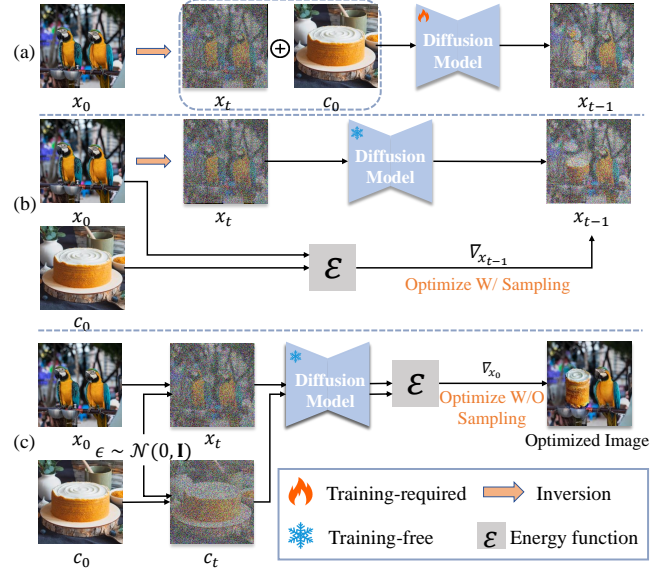 (a)
Diffusion
Model
x_0
x_t
c_0
x_{t−1}
(b)
Diffusion
Model
x_0
x_t
x_{t−1}
ℰ
∇_{x_{t−1}}
Optimize W/ Sampling
c_0
(c)
Diffusion
Model
ℰ
∇_{x_0}
Optimize W/O
Sampling
x_0
x_t
Optimized Image
ϵ ~ 𝒩(0, I)
c_0
c_t
Training-required
Inversion
Training-free
ℰ Energy function